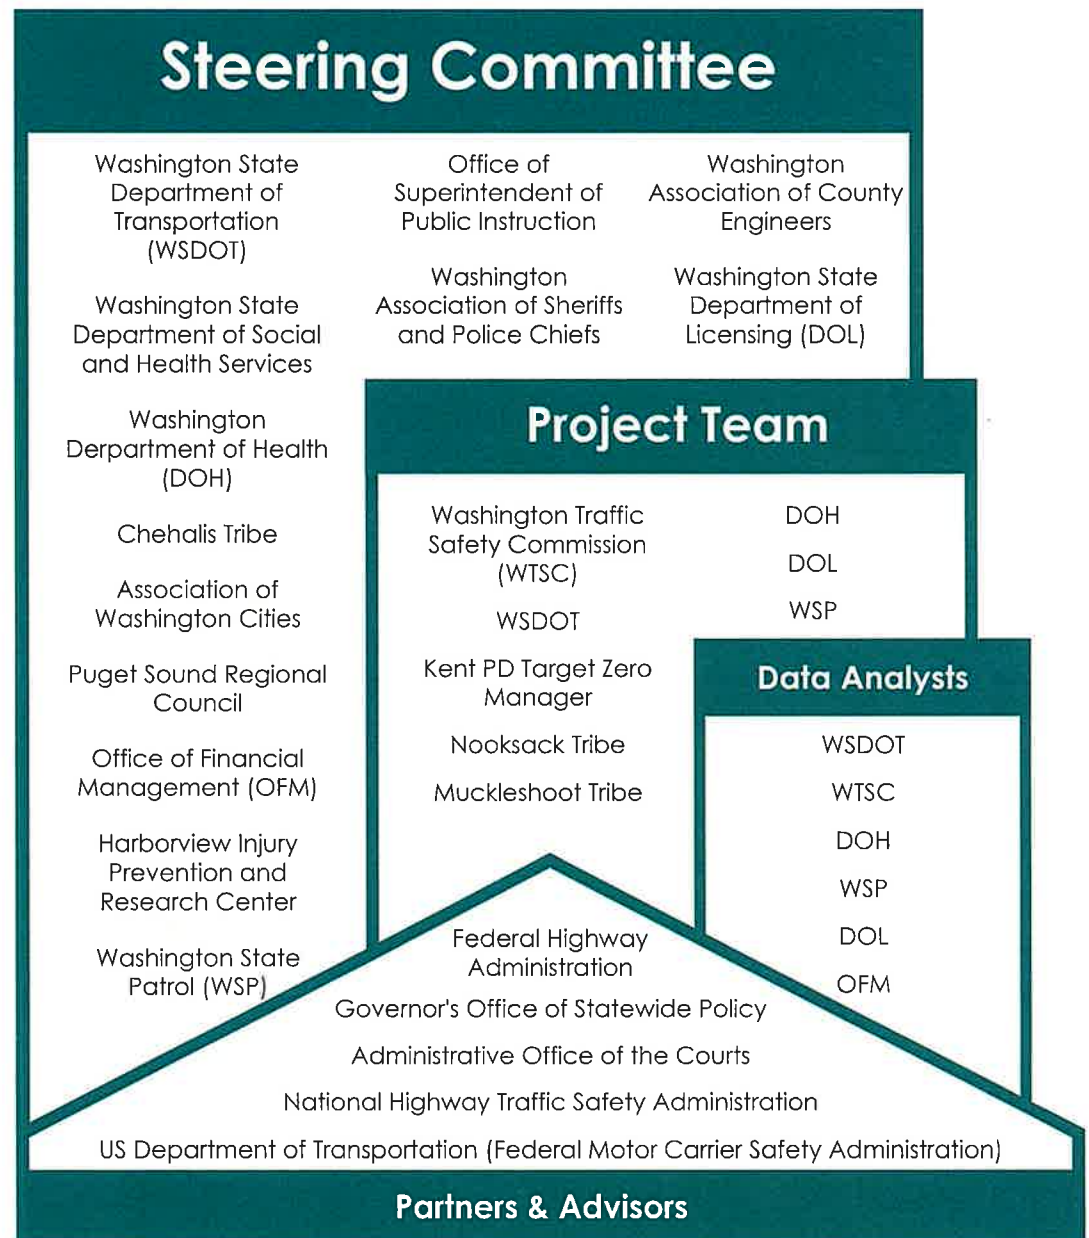 Steering Committee
Washington State
Department of
Transportation
(WSDOT)
Washington State
Department of Social
and Health Services
Washington
Derpartment of Health
(DOH)
Chehalis Tribe
Association of
Washington Cities
Puget Sound Regional
Council
Office of Financial
Management (OFM)
Harborview Injury
Prevention and
Research Center
Washington State
Patrol (WSP)
Office of
Superintendent of
Public Instruction
Washington
Association of Sheriffs
and Police Chiefs
Washington
Association of County
Engineers
Washington State
Department of
Licensing (DOL)
Project Team
Washington Traffic
Safety Commission
(WTSC)
WSDOT
Kent PD Target Zero
Manager
Nooksack Tribe
Muckleshoot Tribe
DOH
DOL
WSP
Data Analysts
WSDOT
WTSC
DOH
WSP
DOL
OFM
Federal Highway
Administration
Governor's Office of Statewide Policy
Administrative Office of the Courts
National Highway Traffic Safety Administration
US Department of Transportation (Federal Motor Carrier Safety Administration)
Partners & Advisors